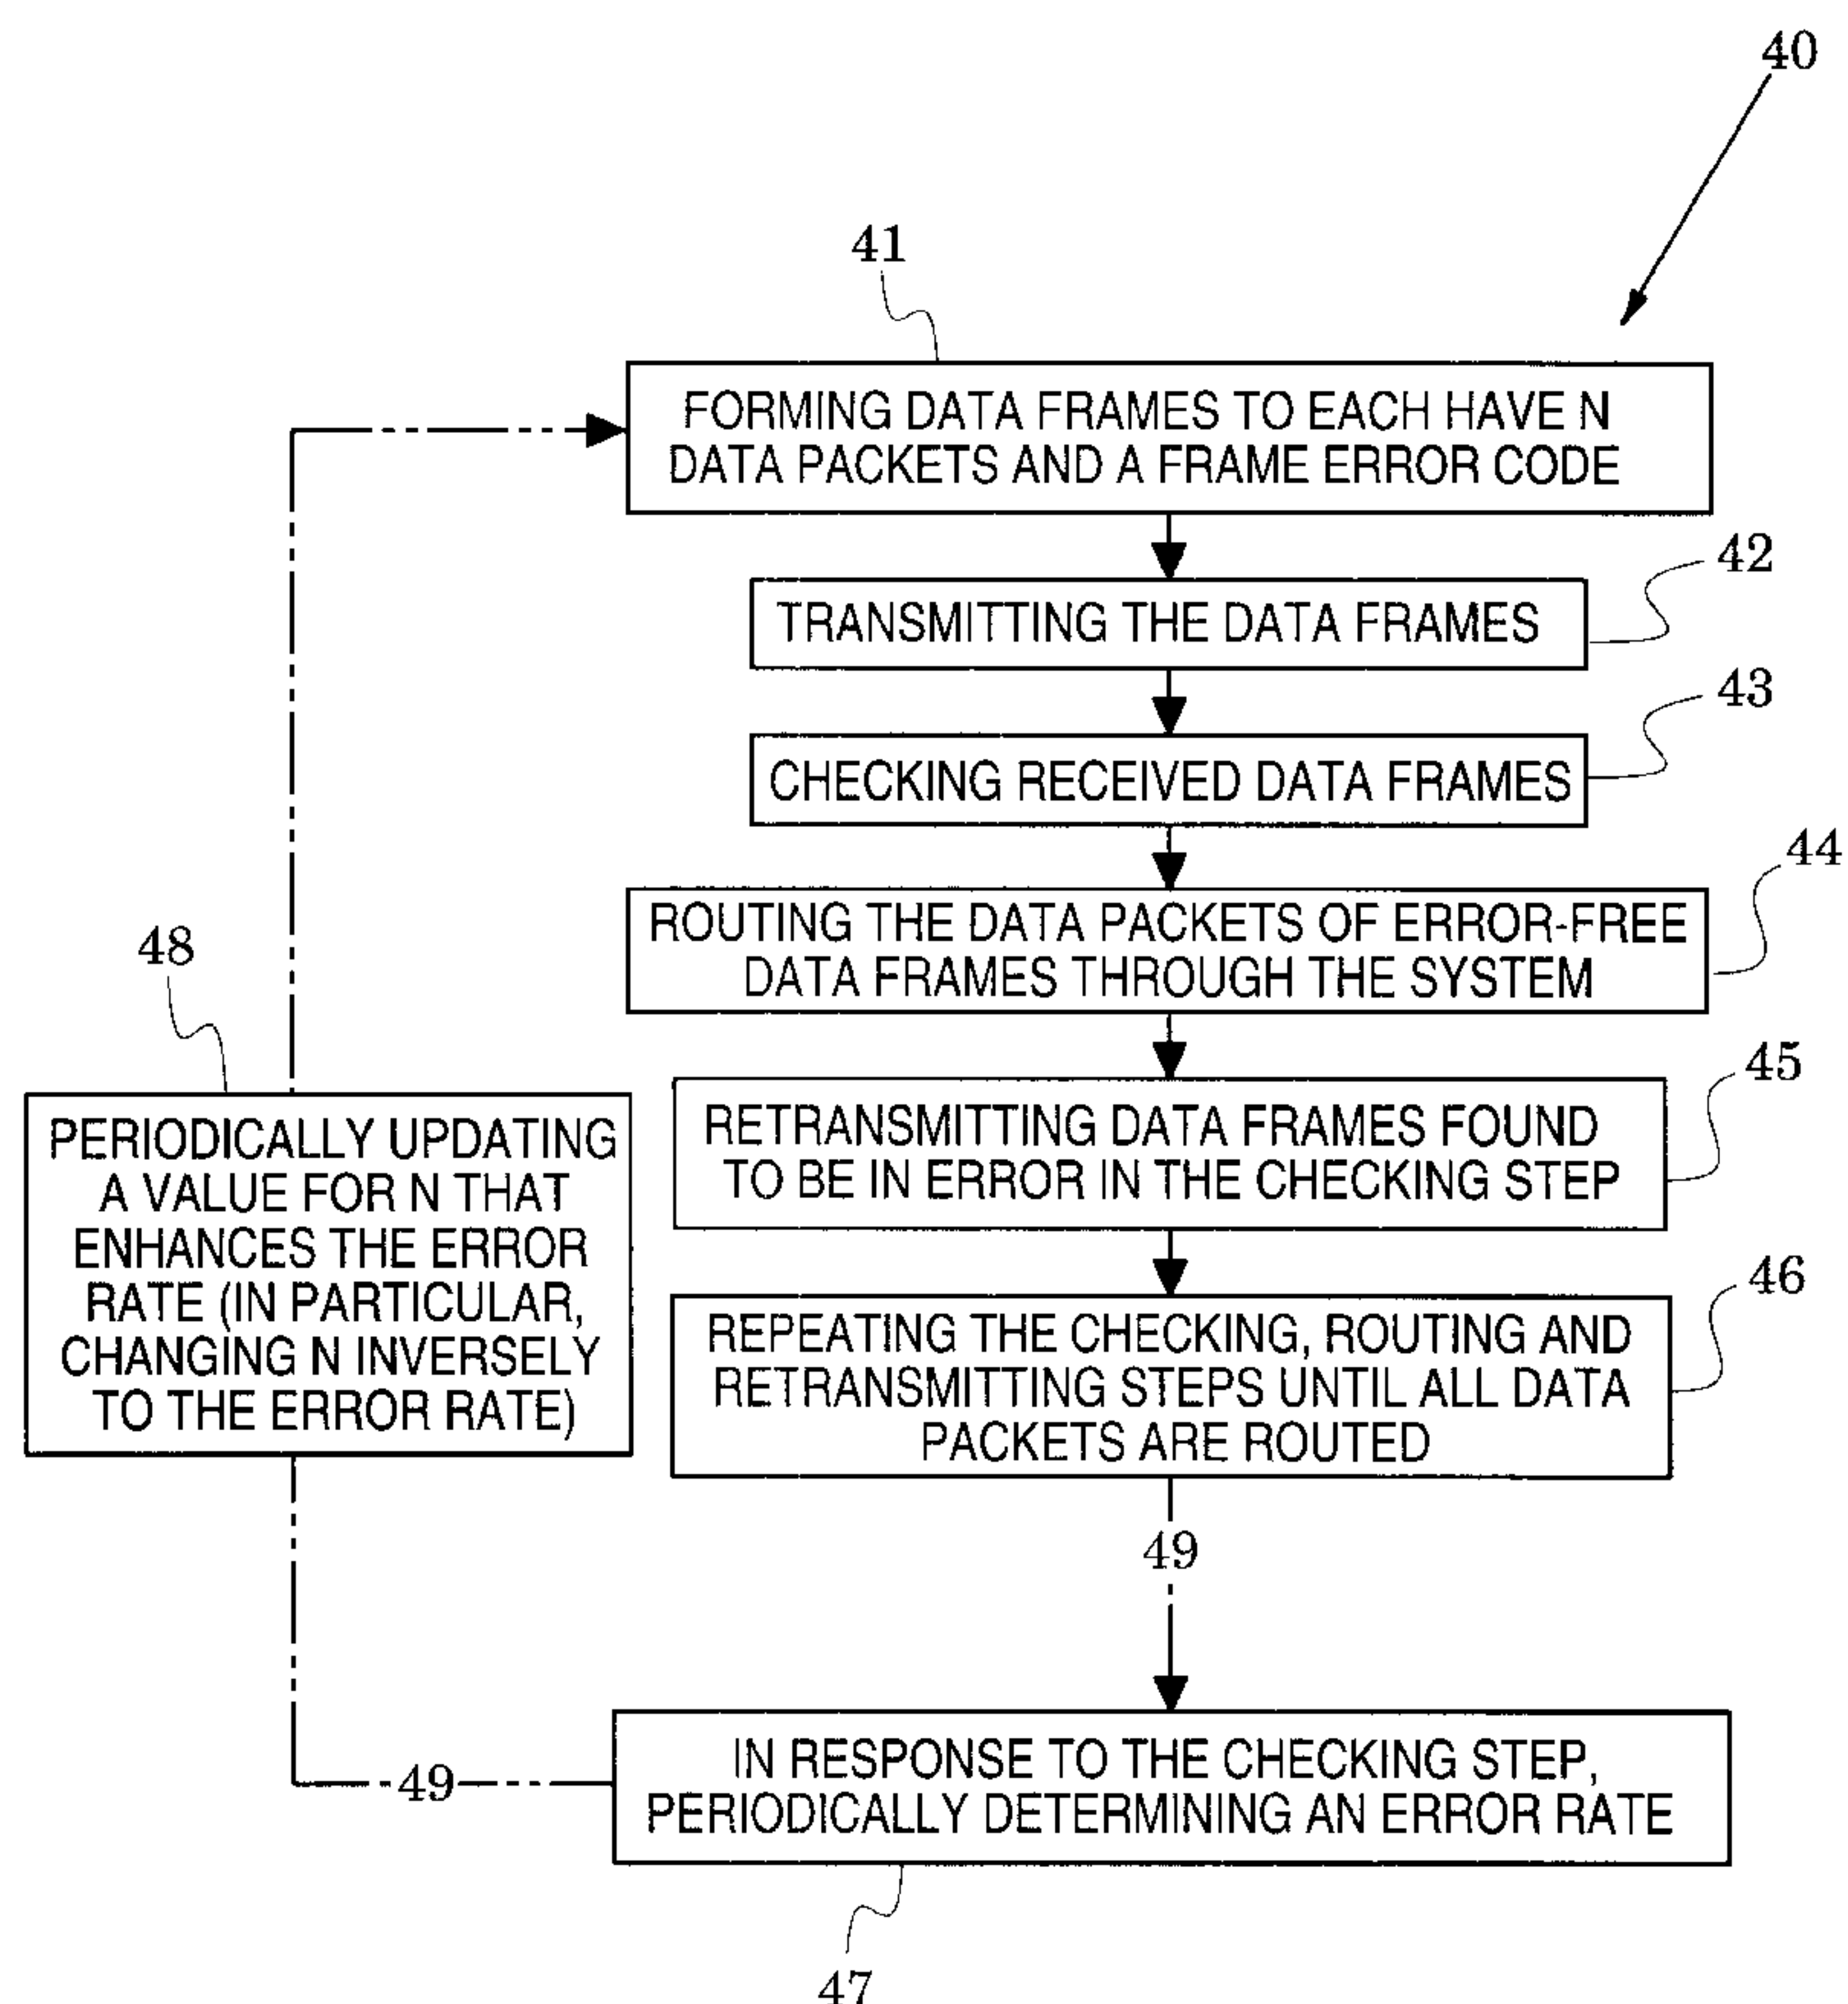 40
41
FORMING DATA FRAMES TO EACH HAVE N
DATA PACKETS AND A FRAME ERROR CODE
42
TRANSMITTING THE DATA FRAMES
43
CHECKING RECEIVED DATA FRAMES
44
ROUTING THE DATA PACKETS OF ERROR-FREE
DATA FRAMES THROUGH THE SYSTEM
45
RETRANSMITTING DATA FRAMES FOUND
TO BE IN ERROR IN THE CHECKING STEP
46
REPEATING THE CHECKING, ROUTING AND
RETRANSMITTING STEPS UNTIL ALL DATA
PACKETS ARE ROUTED
49
IN RESPONSE TO THE CHECKING STEP,
PERIODICALLY DETERMINING AN ERROR RATE
47
49
48
PERIODICALLY UPDATING
A VALUE FOR N THAT
ENHANCES THE ERROR
RATE (IN PARTICULAR,
CHANGING N INVERSELY
TO THE ERROR RATE)